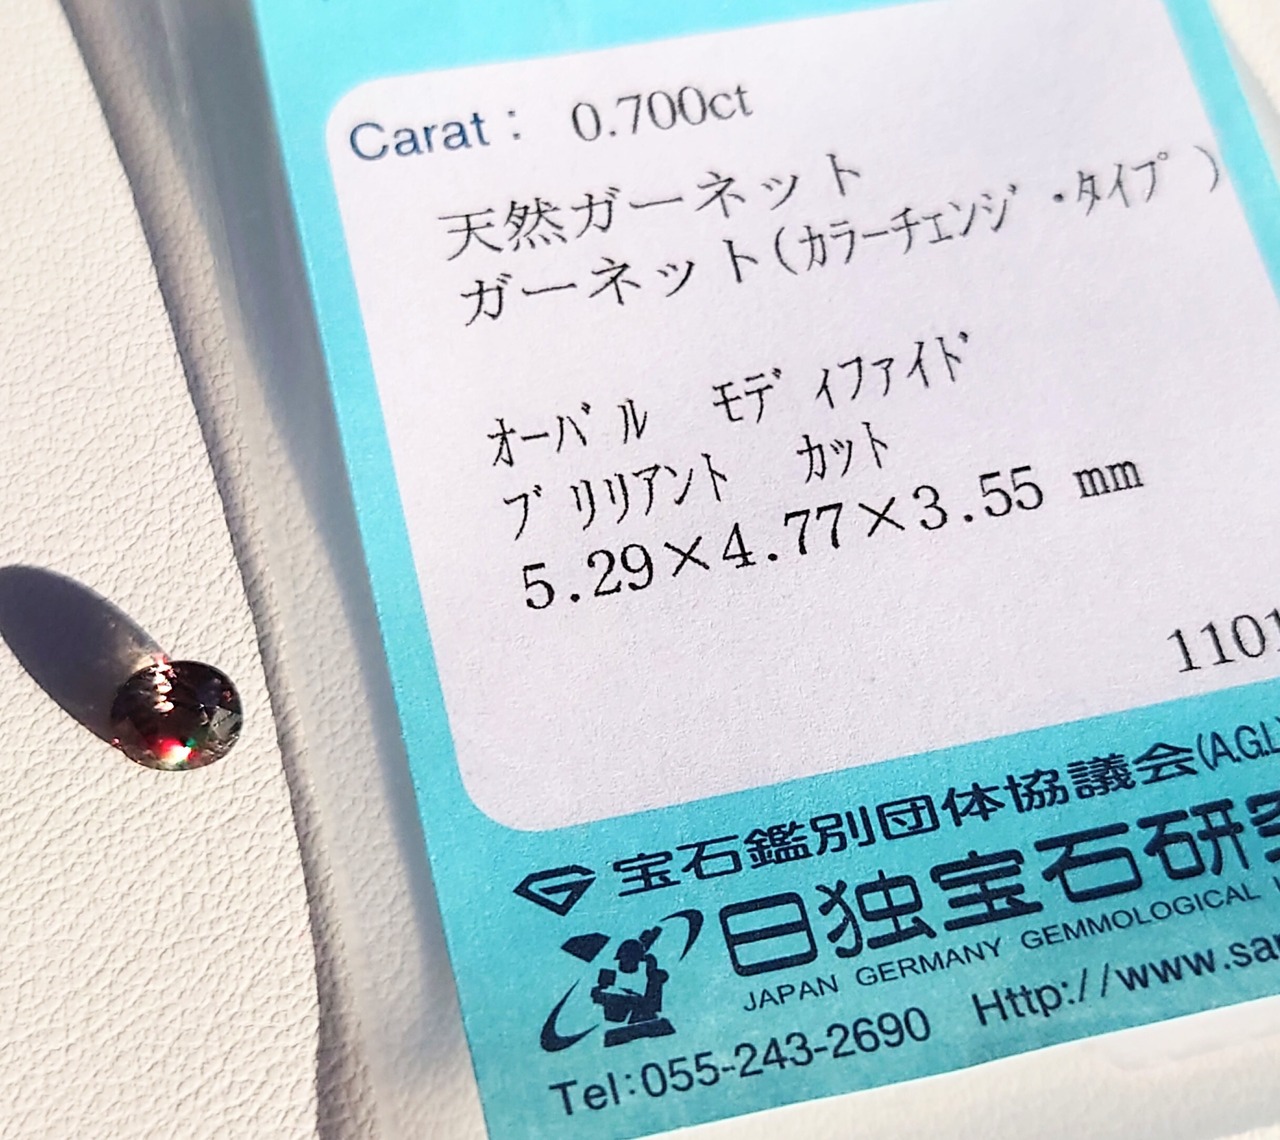 Carat： 0.700ct
天然ガーネット
ガーネット(ｶﾗｰﾁｪﾝｼﾞ・ﾀｲﾌﾟ)
ｵｰﾊﾞﾙ ﾓﾃﾞｨﾌｧｲﾄﾞ
ﾌﾞﾘﾘｱﾝﾄ ｶｯﾄ
5.29×4.77×3.55 mm
1101
宝石鑑別団体協議会(A.G.L
日独宝石研究
JAPAN GERMANY GEMMOLOGICAL
Tel:055-243-2690 Http://www.sa